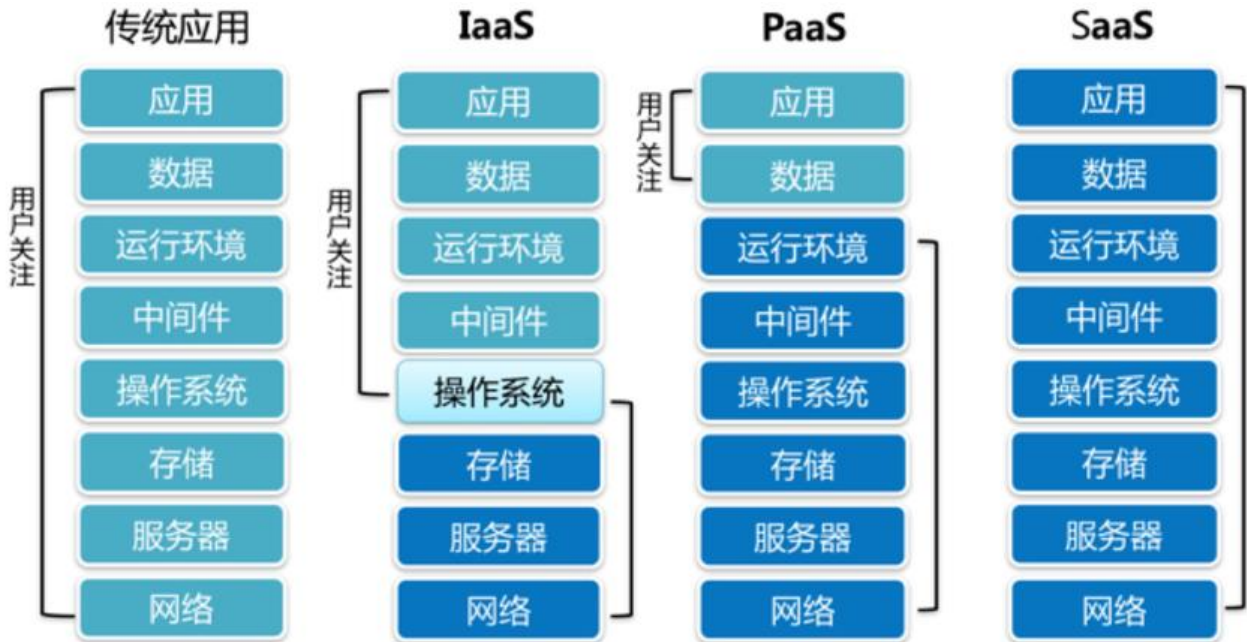 传统应用
IaaS
PaaS
SaaS
用户关注
应用
数据
运行环境
中间件
操作系统
存储
服务器
网络
用户关注
应用
数据
运行环境
中间件
操作系统
存储
服务器
网络
用户关注
应用
数据
运行环境
中间件
操作系统
存储
服务器
网络
应用
数据
运行环境
中间件
操作系统
存储
服务器
网络